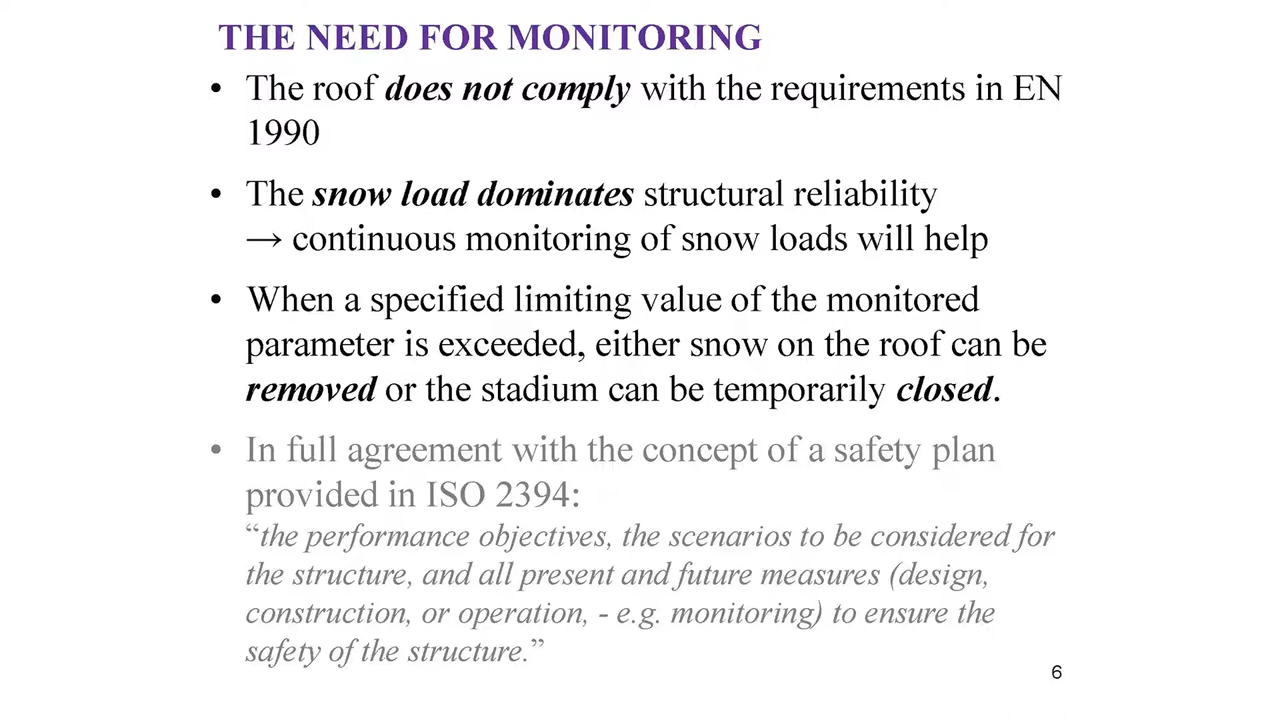 THE NEED FOR MONITORING
• The roof does not comply with the requirements in EN
1990
• The snow load dominates structural reliability
→ continuous monitoring of snow loads will help
• When a specified limiting value of the monitored
parameter is exceeded, either snow on the roof can be
removed or the stadium can be temporarily closed.
• In full agreement with the concept of a safety plan
provided in ISO 2394:
“the performance objectives, the scenarios to be considered for
the structure, and all present and future measures (design,
construction, or operation, - e.g. monitoring) to ensure the
safety of the structure.”
6